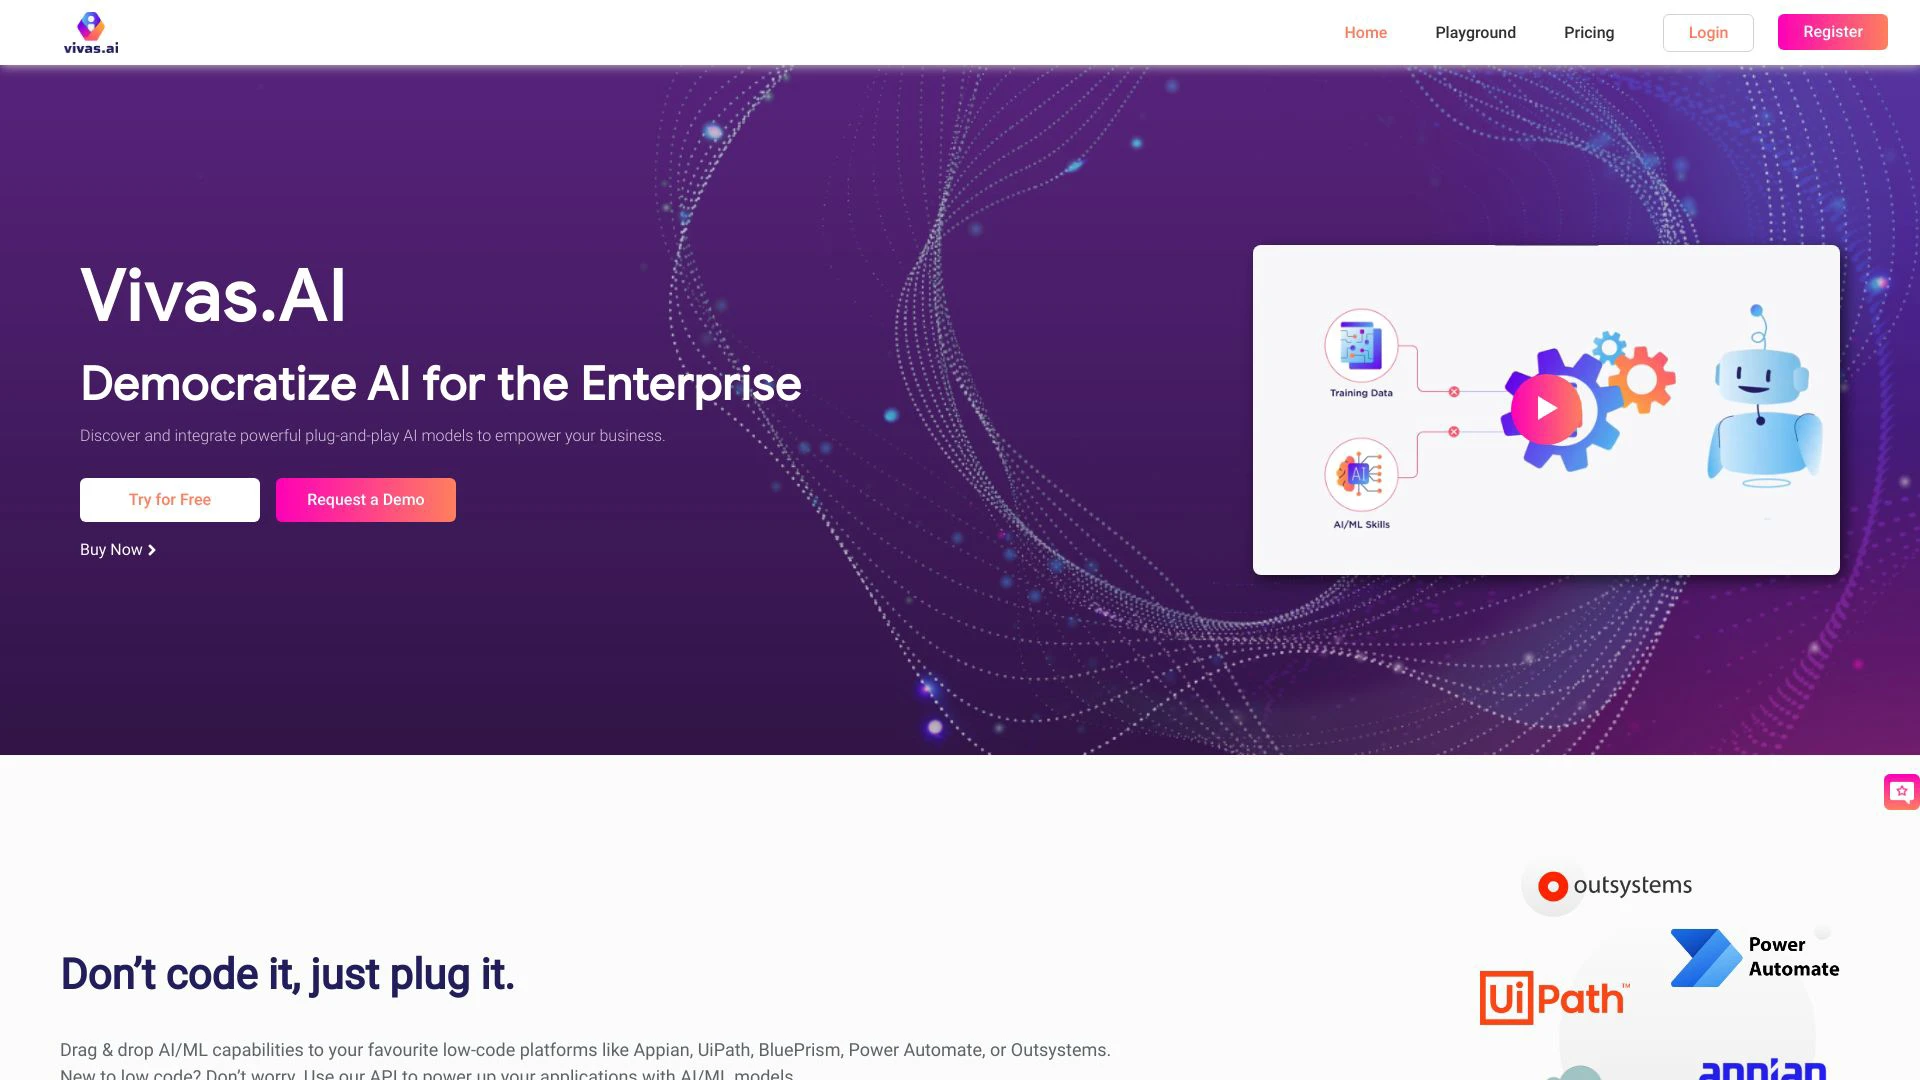 vivas.ai
Home
Playground
Pricing
Login
Register
Vivas.AI
Democratize AI for the Enterprise
Discover and integrate powerful plug-and-play AI models to empower your business.
Try for Free
Request a Demo
Buy Now
Training Data
AI
AI/ML Skills
outsystems
Power
Automate
UiPath™
Don’t code it, just plug it.
Drag & drop AI/ML capabilities to your favourite low-code platforms like Appian, UiPath, BluePrism, Power Automate, or Outsystems.
New to low code? Don’t worry. Use our API to power up your applications with AI/ML models.
appian